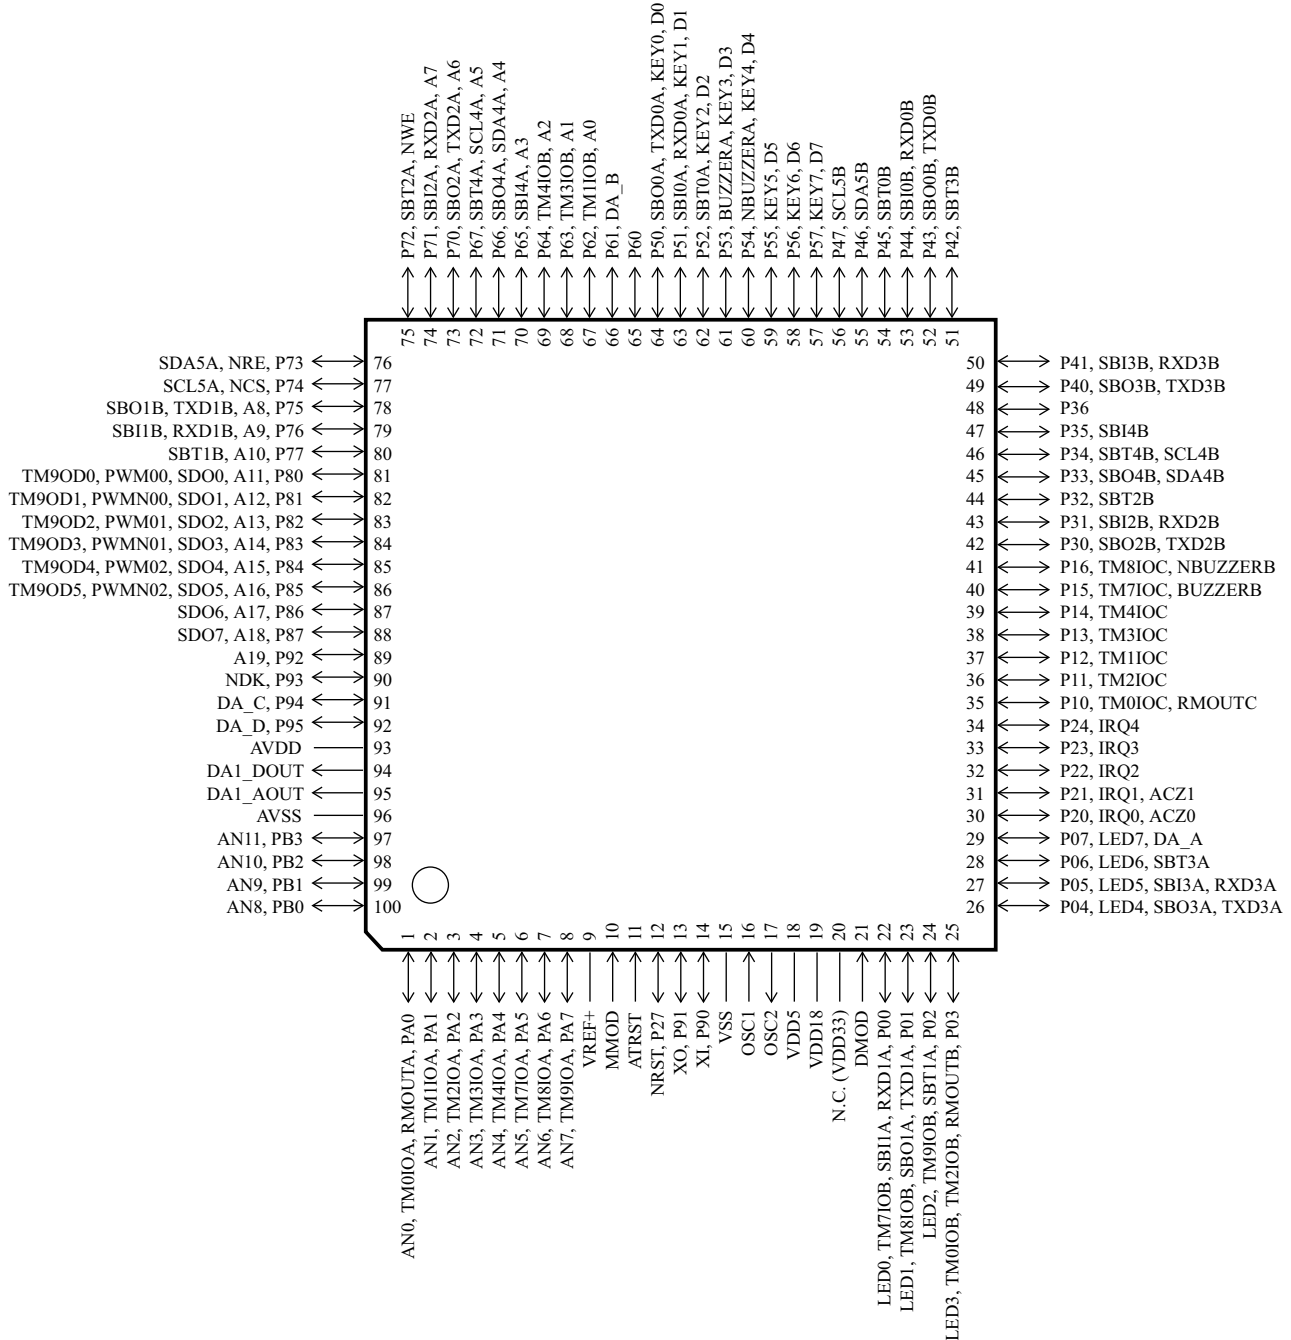 P72, SBT2A, NWE
P71, SBI2A, RXD2A, A7
P70, SBO2A, TXD2A, A6
P67, SBT4A, SCL4A, A5
P66, SBO4A, SDA4A, A4
P65, SBI4A, A3
P64, TM4IOB, A2
P63, TM3IOB, A1
P62, TM1IOB, A0
P61, DA_B
P60
P50, SBO0A, TXD0A, KEY0, D0
P51, SBI0A, RXD0A, KEY1, D1
P52, SBT0A, KEY2, D2
P53, BUZZERA, KEY3, D3
P54, NBUZZERA, KEY4, D4
P55, KEY5, D5
P56, KEY6, D6
P57, KEY7, D7
P47, SCL5B
P46, SDA5B
P45, SBT0B
P44, SBI0B, RXD0B
P43, SBO0B, TXD0B
P42, SBT3B
75
74
73
72
71
70
69
68
67
66
65
64
63
62
61
60
59
58
57
56
55
54
53
52
51
SDA5A, NRE, P73 76
SCL5A, NCS, P74 77
SBO1B, TXD1B, A8, P75 78
SBI1B, RXD1B, A9, P76 79
SBT1B, A10, P77 80
TM9OD0, PWM00, SDO0, A11, P80 81
TM9OD1, PWMN00, SDO1, A12, P81 82
TM9OD2, PWM01, SDO2, A13, P82 83
TM9OD3, PWMN01, SDO3, A14, P83 84
TM9OD4, PWM02, SDO4, A15, P84 85
TM9OD5, PWMN02, SDO5, A16, P85 86
SDO6, A17, P86 87
SDO7, A18, P87 88
A19, P92 89
NDK, P93 90
DA_C, P94 91
DA_D, P95 92
AVDD 93
DA1_DOUT 94
DA1_AOUT 95
AVSS 96
AN11, PB3 97
AN10, PB2 98
AN9, PB1 99
AN8, PB0 100
50 P41, SBI3B, RXD3B
49 P40, SBO3B, TXD3B
48 P36
47 P35, SBI4B
46 P34, SBT4B, SCL4B
45 P33, SBO4B, SDA4B
44 P32, SBT2B
43 P31, SBI2B, RXD2B
42 P30, SBO2B, TXD2B
41 P16, TM8IOC, NBUZZERB
40 P15, TM7IOC, BUZZERB
39 P14, TM4IOC
38 P13, TM3IOC
37 P12, TM1IOC
36 P11, TM2IOC
35 P10, TM0IOC, RMOUTC
34 P24, IRQ4
33 P23, IRQ3
32 P22, IRQ2
31 P21, IRQ1, ACZ1
30 P20, IRQ0, ACZ0
29 P07, LED7, DA_A
28 P06, LED6, SBT3A
27 P05, LED5, SBI3A, RXD3A
26 P04, LED4, SBO3A, TXD3A
1
2
3
4
5
6
7
8
9
10
11
12
13
14
15
16
17
18
19
20
21
22
23
24
25
AN0, TM0IOA, RMOUTA, PA0
AN1, TM1IOA, PA1
AN2, TM2IOA, PA2
AN3, TM3IOA, PA3
AN4, TM4IOA, PA4
AN5, TM7IOA, PA5
AN6, TM8IOA, PA6
AN7, TM9IOA, PA7
VREF+
MMOD
ATRST
NRST, P27
XO, P91
XI, P90
VSS
OSC1
OSC2
VDD5
VDD18
N.C. (VDD33)
DMOD
LED0, TM7IOB, SBI1A, RXD1A, P00
LED1, TM8IOB, SBO1A, TXD1A, P01
LED2, TM9IOB, SBT1A, P02
LED3, TM0IOB, TM2IOB, RMOUTB, P03